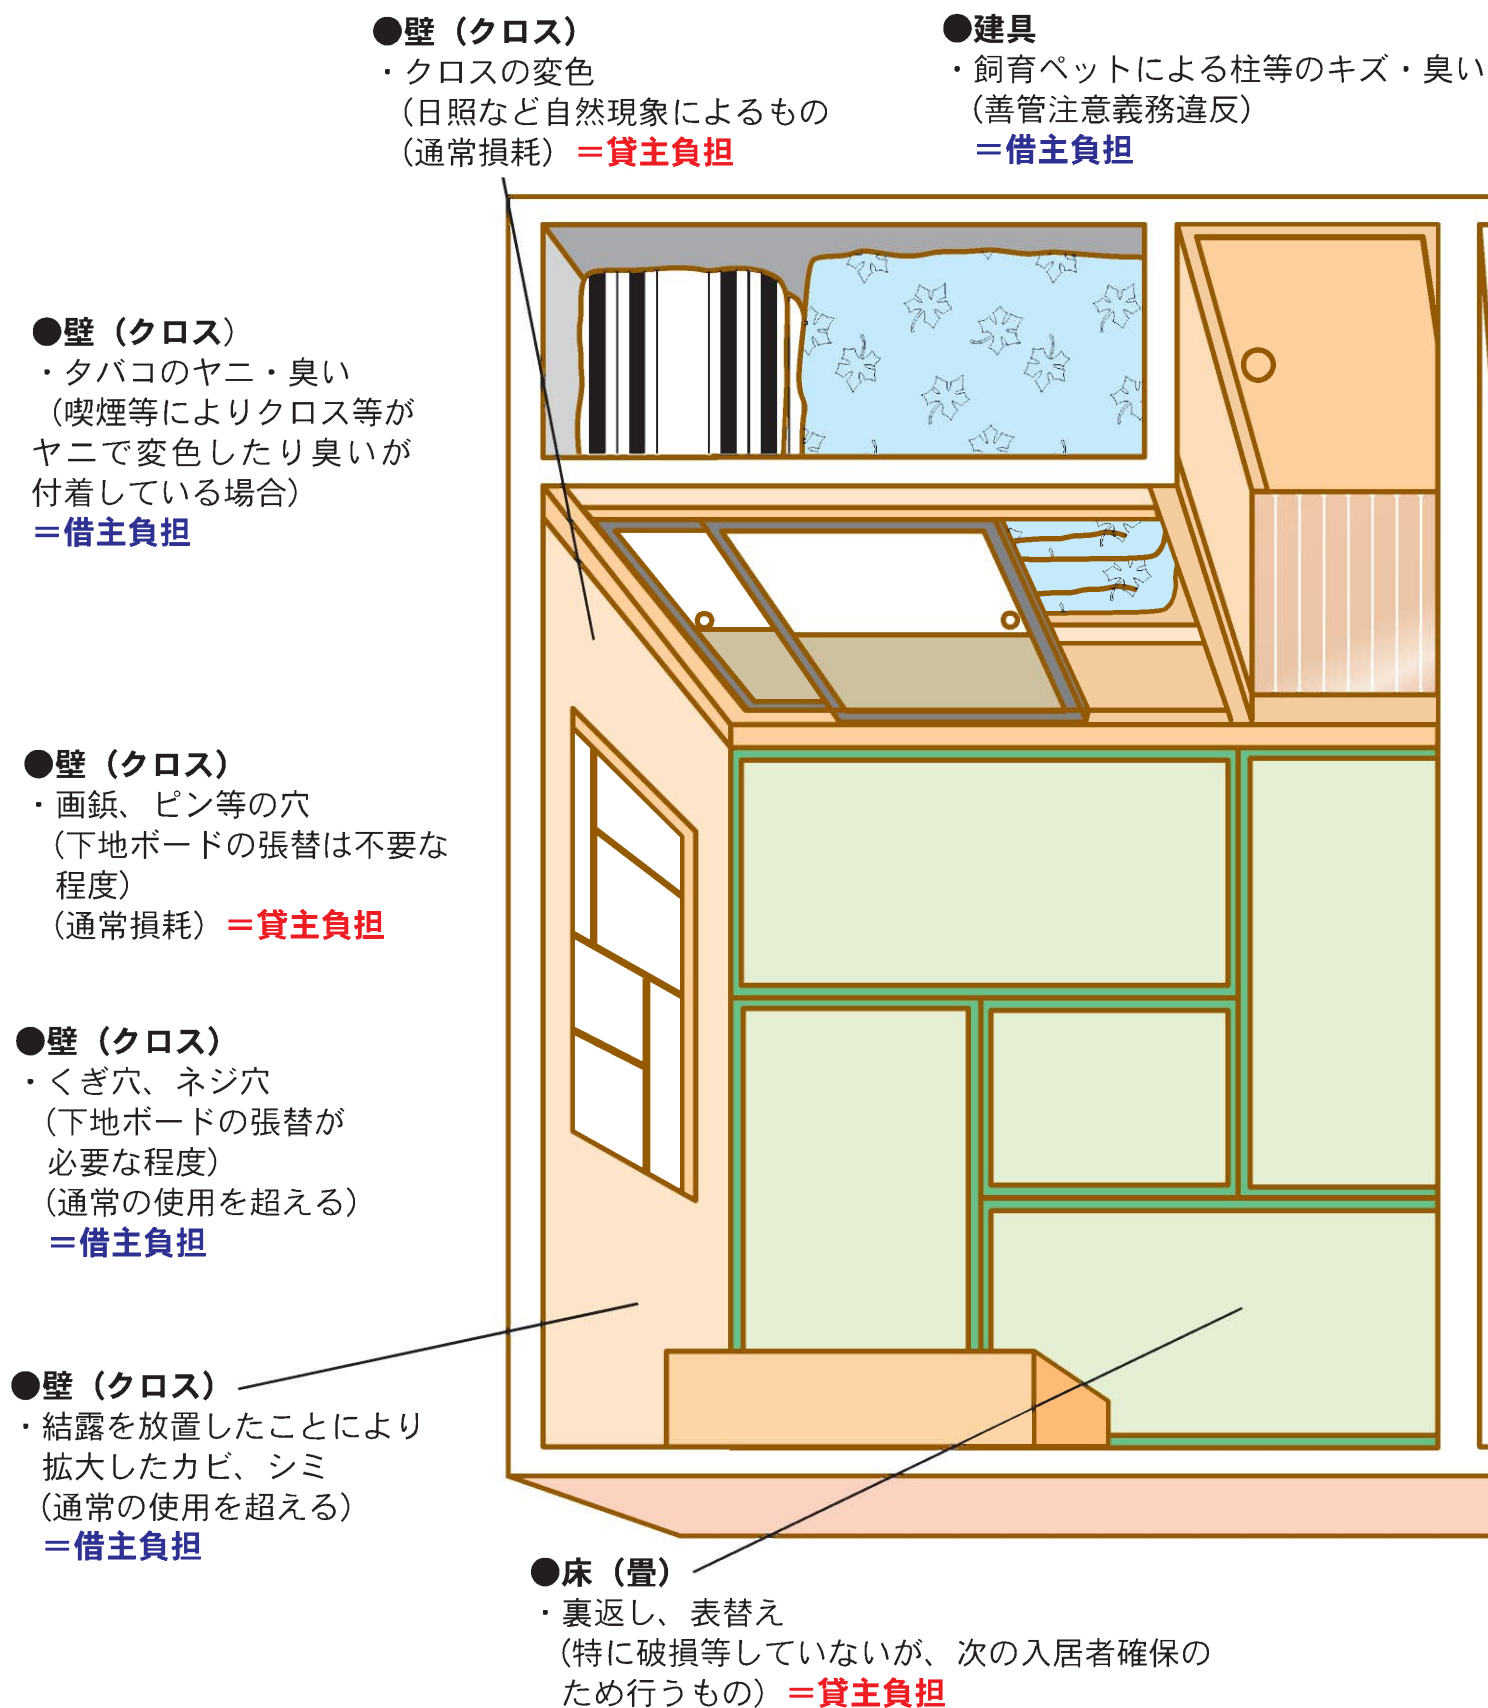 ●壁（クロス）
・クロスの変色
（日照など自然現象によるもの
（通常損耗）＝貸主負担
●建具
・飼育ペットによる柱等のキズ・臭い
（善管注意義務違反）
＝借主負担
●壁（クロス）
・タバコのヤニ・臭い
（喫煙等によりクロス等が
ヤニで変色したり臭いが
付着している場合）
＝借主負担
●壁（クロス）
・画鋲、ピン等の穴
（下地ボードの張替は不要な
程度）
（通常損耗）＝貸主負担
●壁（クロス）
・くぎ穴、ネジ穴
（下地ボードの張替が
必要な程度）
（通常の使用を超える）
＝借主負担
●壁（クロス）
・結露を放置したことにより
拡大したカビ、シミ
（通常の使用を超える）
＝借主負担
●床（畳）
・裏返し、表替え
（特に破損等していないが、次の入居者確保の
ため行うもの）＝貸主負担